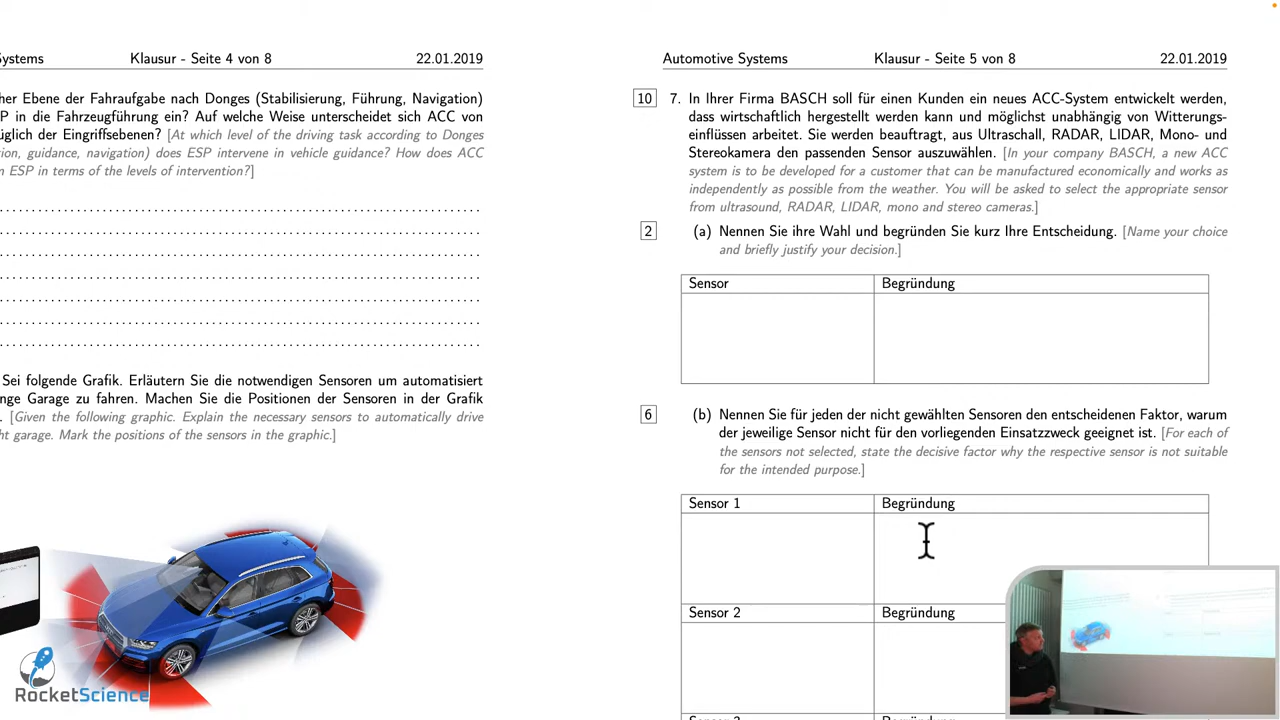 ystems Klausur - Seite 4 von 8 22.01.2019
her Ebene der Fahraufgabe nach Donges (Stabilisierung, Führung, Navigation)
P in die Fahrzeugführung ein? Auf welche Weise unterscheidet sich ACC von
üglich der Eingriffsebenen? [At which level of the driving task according to Donges
ion, guidance, navigation) does ESP intervene in vehicle guidance? How does ACC
n ESP in terms of the levels of intervention?]
Sei folgende Grafik. Erläutern Sie die notwendigen Sensoren um automatisiert
nge Garage zu fahren. Machen Sie die Positionen der Sensoren in der Grafik
. [Given the following graphic. Explain the necessary sensors to automatically drive
ht garage. Mark the positions of the sensors in the graphic.]
RocketScience
Automotive Systems Klausur - Seite 5 von 8 22.01.2019
10 7. In Ihrer Firma BASCH soll für einen Kunden ein neues ACC-System entwickelt werden,
dass wirtschaftlich hergestellt werden kann und möglichst unabhängig von Witterungs-
einflüssen arbeitet. Sie werden beauftragt, aus Ultraschall, RADAR, LIDAR, Mono- und
Stereokamera den passenden Sensor auszuwählen. [In your company BASCH, a new ACC
system is to be developed for a customer that can be manufactured economically and works as
independently as possible from the weather. You will be asked to select the appropriate sensor
from ultrasound, RADAR, LIDAR, mono and stereo cameras.]
2 (a) Nennen Sie ihre Wahl und begründen Sie kurz Ihre Entscheidung. [Name your choice
and briefly justify your decision.]
Sensor Begründung
6 (b) Nennen Sie für jeden der nicht gewählten Sensoren den entscheidenen Faktor, warum
der jeweilige Sensor nicht für den vorliegenden Einsatzzweck geeignet ist. [For each of
the sensors not selected, state the decisive factor why the respective sensor is not suitable
for the intended purpose.]
Sensor 1 Begründung
Sensor 2 Begründung